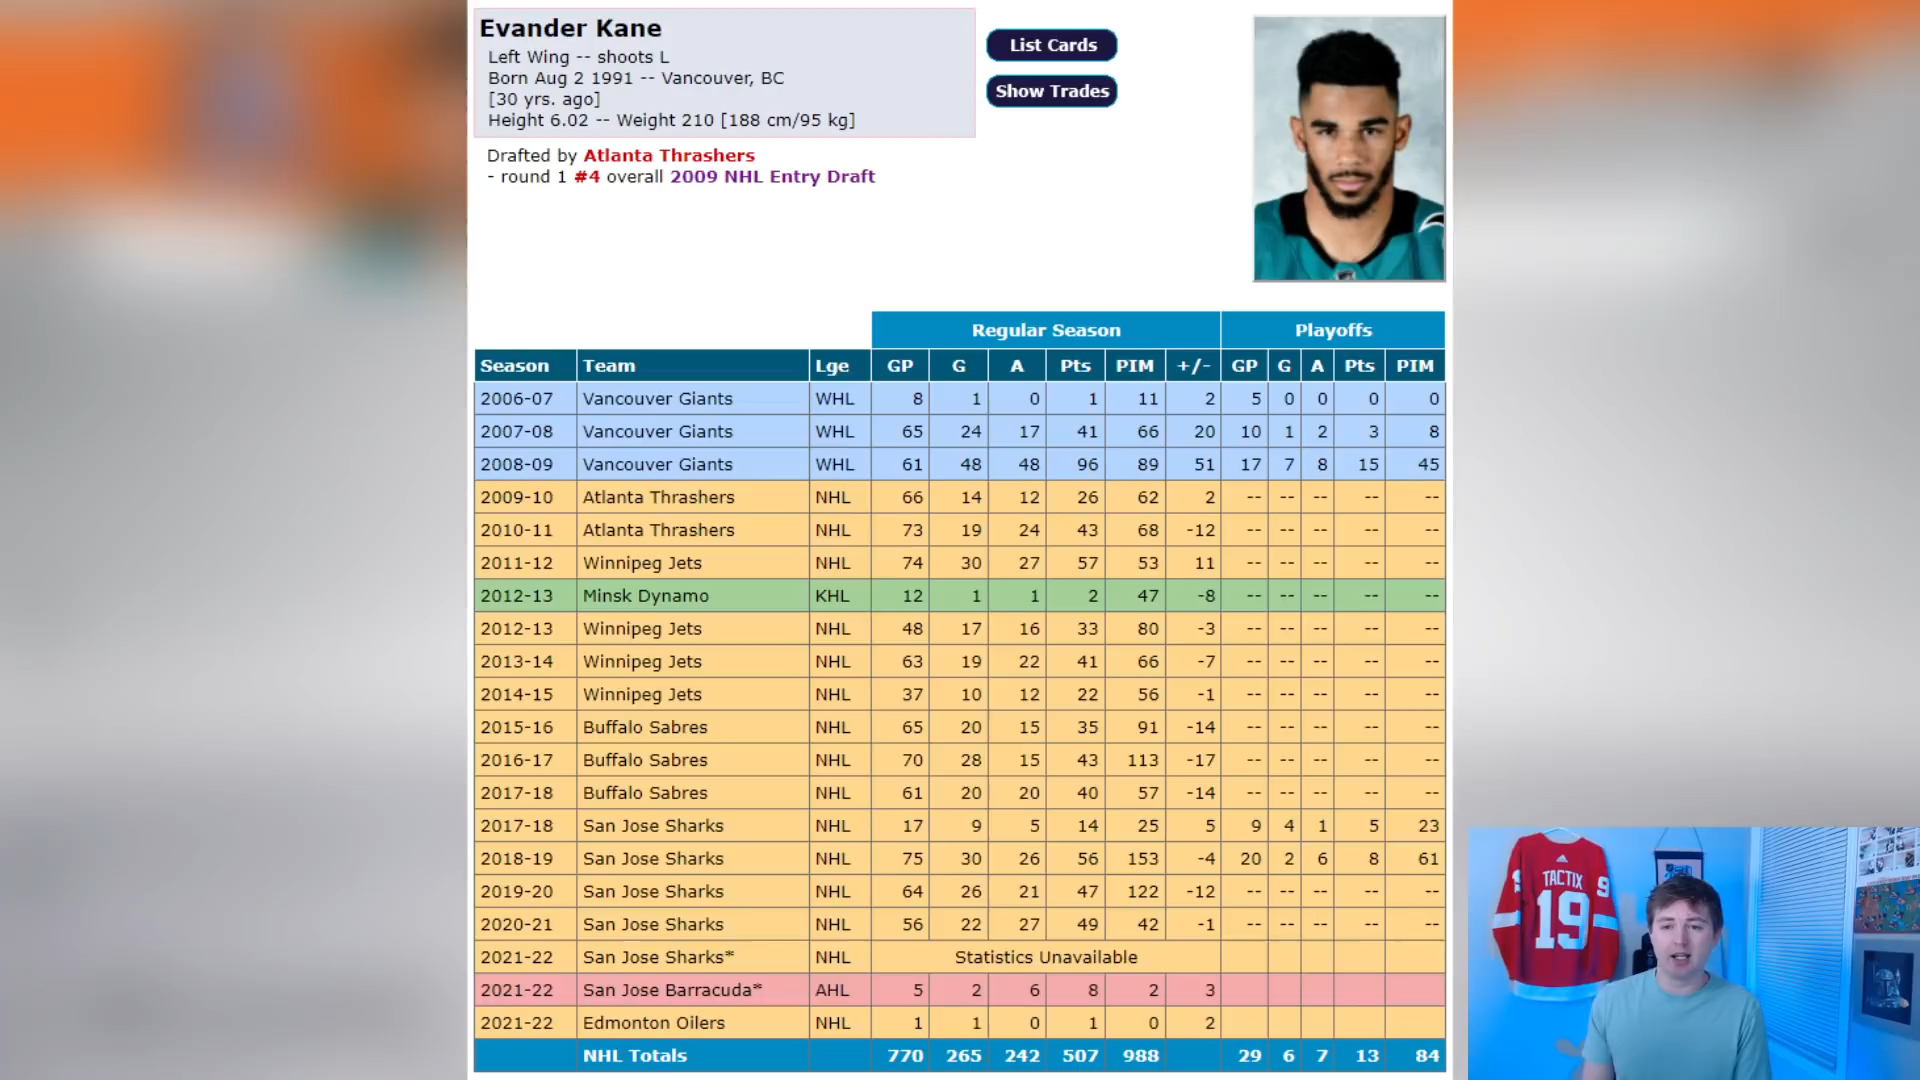 Evander Kane
Left Wing -- shoots L
Born Aug 2 1991 -- Vancouver, BC
[30 yrs. ago]
Height 6.02 -- Weight 210 [188 cm/95 kg]
List Cards
Show Trades
Drafted by Atlanta Thrashers
- round 1 #4 overall 2009 NHL Entry Draft
Regular Season Playoffs
Season Team Lge GP G A Pts PIM +/- GP G A Pts PIM
2006-07 Vancouver Giants WHL 8 1 0 1 11 2 5 0 0 0 0
2007-08 Vancouver Giants WHL 65 24 17 41 66 20 10 1 2 3 8
2008-09 Vancouver Giants WHL 61 48 48 96 89 51 17 7 8 15 45
2009-10 Atlanta Thrashers NHL 66 14 12 26 62 2 -- -- -- -- --
2010-11 Atlanta Thrashers NHL 73 19 24 43 68 -12 -- -- -- -- --
2011-12 Winnipeg Jets NHL 74 30 27 57 53 11 -- -- -- -- --
2012-13 Minsk Dynamo KHL 12 1 1 2 47 -8 -- -- -- -- --
2012-13 Winnipeg Jets NHL 48 17 16 33 80 -3 -- -- -- -- --
2013-14 Winnipeg Jets NHL 63 19 22 41 66 -7 -- -- -- -- --
2014-15 Winnipeg Jets NHL 37 10 12 22 56 -1 -- -- -- -- --
2015-16 Buffalo Sabres NHL 65 20 15 35 91 -14 -- -- -- -- --
2016-17 Buffalo Sabres NHL 70 28 15 43 113 -17 -- -- -- -- --
2017-18 Buffalo Sabres NHL 61 20 20 40 57 -14 -- -- -- -- --
2017-18 San Jose Sharks NHL 17 9 5 14 25 5 9 4 1 5 23
2018-19 San Jose Sharks NHL 75 30 26 56 153 -4 20 2 6 8 61
2019-20 San Jose Sharks NHL 64 26 21 47 122 -12 -- -- -- -- --
2020-21 San Jose Sharks NHL 56 22 27 49 42 -1 -- -- -- -- --
2021-22 San Jose Sharks* NHL Statistics Unavailable
2021-22 San Jose Barracuda* AHL 5 2 6 8 2 3
2021-22 Edmonton Oilers NHL 1 1 0 1 0 2
NHL Totals 770 265 242 507 988 29 6 7 13 84
TACTIX
19
9